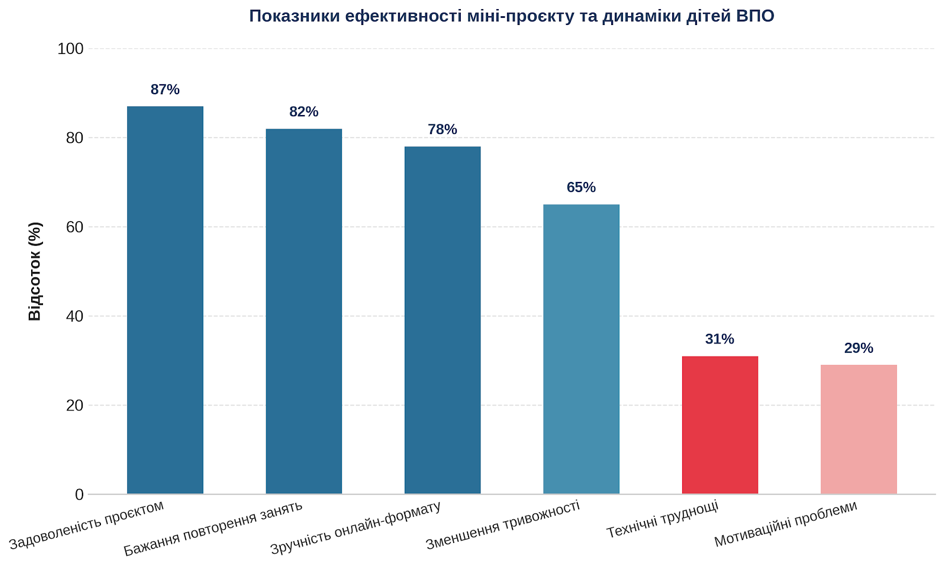 Показники ефективності міні-проєкту та динаміки дітей ВПО
Відсоток (%)
100
80
60
40
20
0
87%
82%
78%
65%
31%
29%
Задоволеність проєктом
Бажання повторення занять
Зручність онлайн-формату
Зменшення тривожності
Технічні труднощі
Мотиваційні проблеми